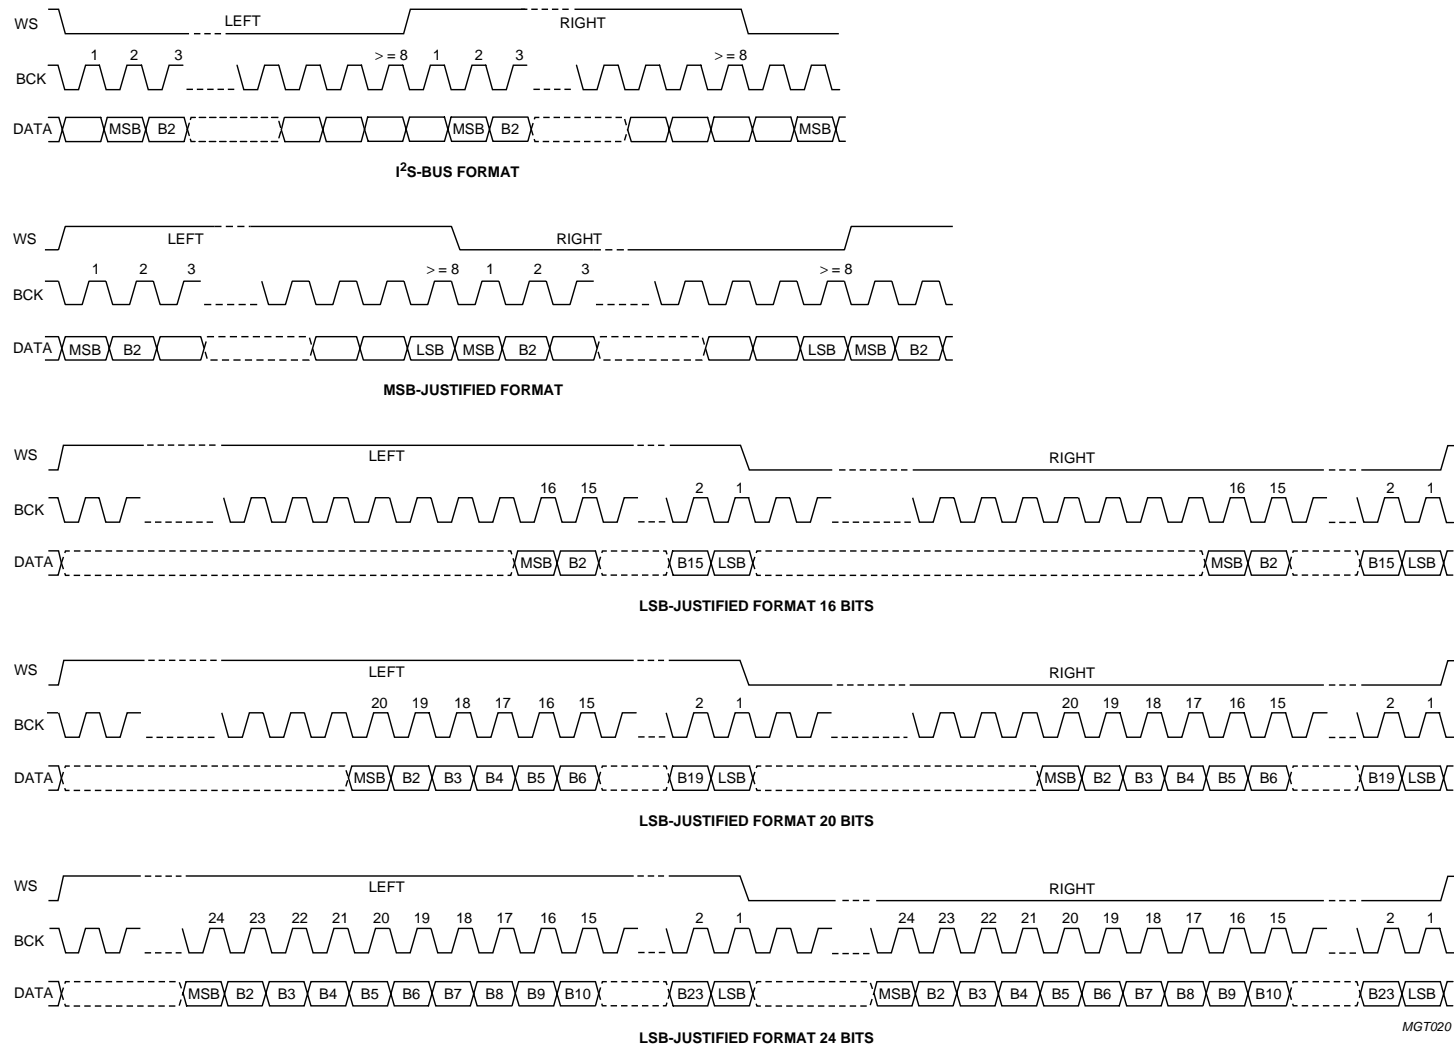 WS LEFT RIGHT
1 2 3 > = 8 1 2 3 > = 8
BCK
DATA MSB B2 MSB B2 MSB
I²S-BUS FORMAT
WS LEFT RIGHT
1 2 3 > = 8 1 2 3 > = 8
BCK
DATA MSB B2 LSB MSB B2 LSB MSB B2
MSB-JUSTIFIED FORMAT
WS LEFT RIGHT
16 15 2 1 16 15 2 1
BCK
DATA MSB B2 B15 LSB MSB B2 B15 LSB
LSB-JUSTIFIED FORMAT 16 BITS
WS LEFT RIGHT
20 19 18 17 16 15 2 1 20 19 18 17 16 15 2 1
BCK
DATA MSB B2 B3 B4 B5 B6 B19 LSB MSB B2 B3 B4 B5 B6 B19 LSB
LSB-JUSTIFIED FORMAT 20 BITS
WS LEFT RIGHT
24 23 22 21 20 19 18 17 16 15 2 1 24 23 22 21 20 19 18 17 16 15 2 1
BCK
DATA MSB B2 B3 B4 B5 B6 B7 B8 B9 B10 B23 LSB MSB B2 B3 B4 B5 B6 B7 B8 B9 B10 B23 LSB
LSB-JUSTIFIED FORMAT 24 BITS
MGT020